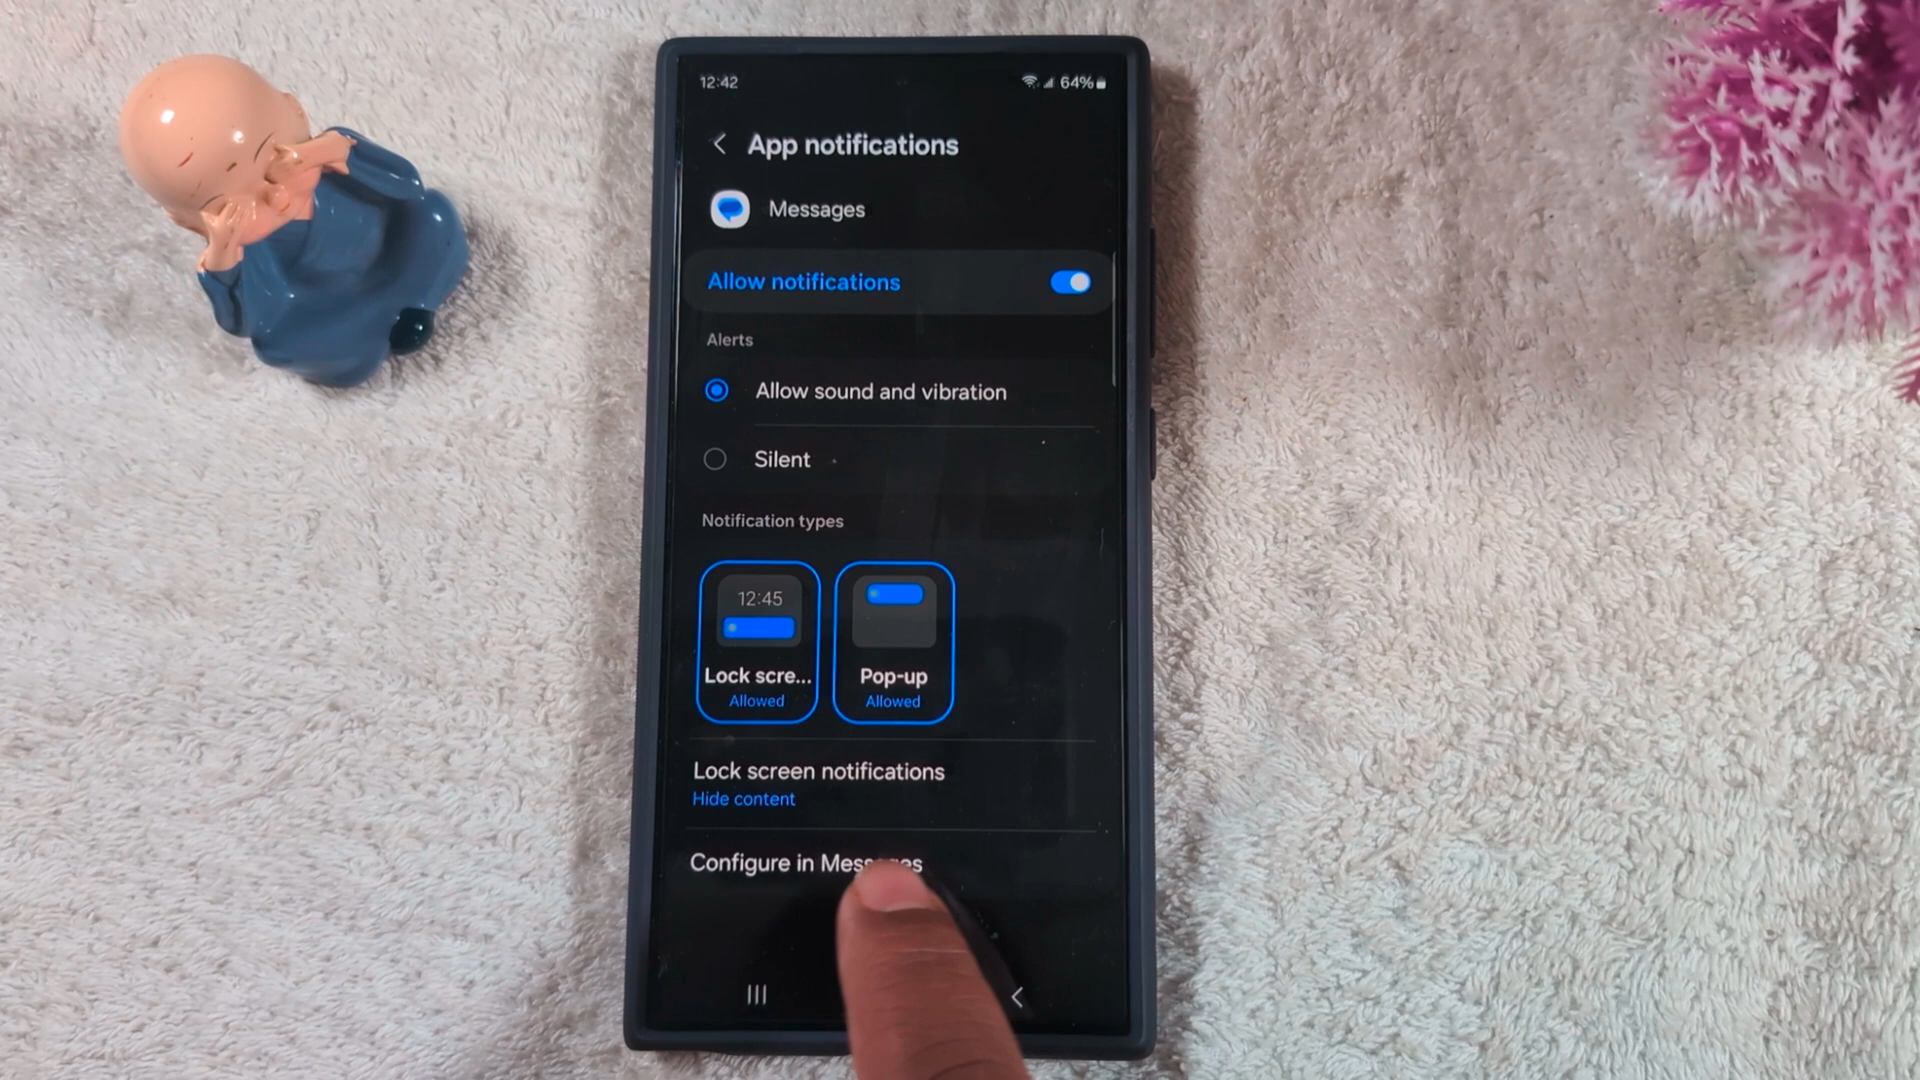 12:42
64%
App notifications
Messages
Allow notifications
Alerts
Allow sound and vibration
Silent
Notification types
12:45
Lock scre...
Allowed
Pop-up
Allowed
Lock screen notifications
Hide content
Configure in Messages